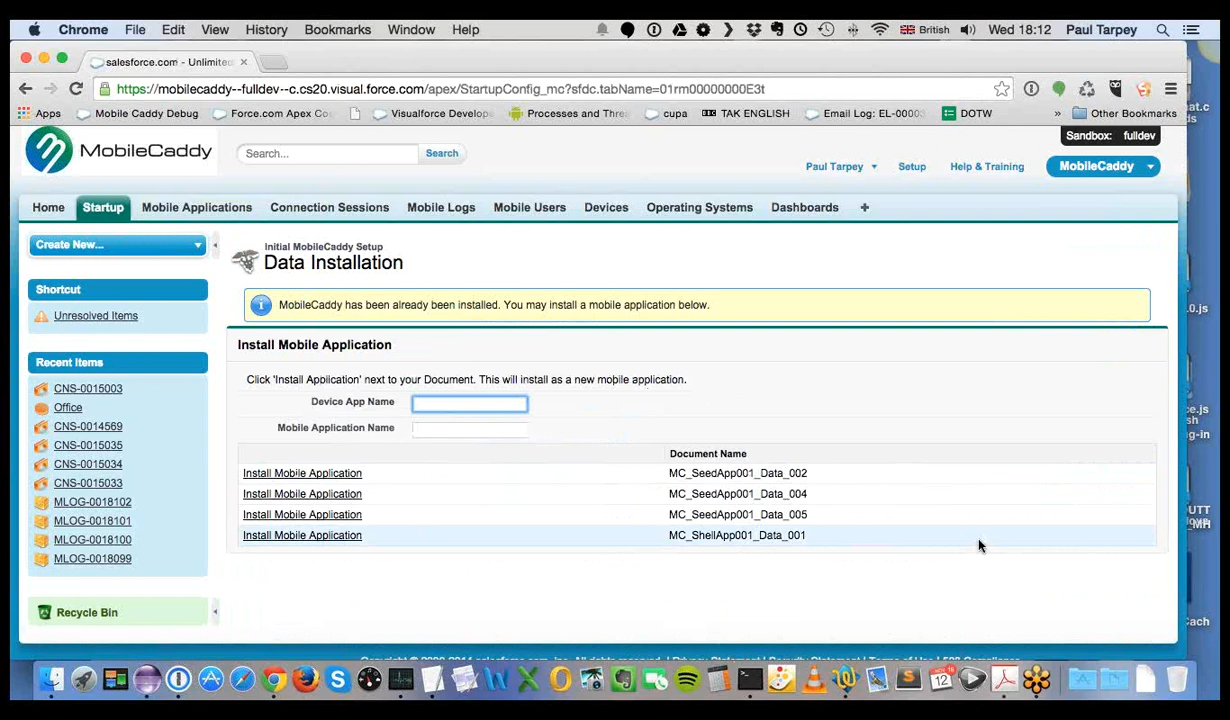 Chrome File Edit View History Bookmarks Window Help British Wed 18:12 Paul Tarpey
salesforce.com - Unlimited
https://mobilecaddy--fulldev--c.cs20.visual.force.com/apex/StartupConfig_mc?sfdc.tabName=01rm00000000E3t
Apps Mobile Caddy Debug Force.com Apex Co Visualforce Develope Processes and Thre cupa TAK ENGLISH Email Log: EL-0000 DOTW » Other Bookmarks
Sandbox: fulldev
MobileCaddy Search... Search
Paul Tarpey Setup Help & Training MobileCaddy
Home Startup Mobile Applications Connection Sessions Mobile Logs Mobile Users Devices Operating Systems Dashboards +
Create New...
Shortcut
Unresolved Items
Recent Items
CNS-0015003
Office
CNS-0014569
CNS-0015035
CNS-0015034
CNS-0015033
MLOG-0018102
MLOG-0018101
MLOG-0018100
MLOG-0018099
Recycle Bin
Initial MobileCaddy Setup
Data Installation
MobileCaddy has been already been installed. You may install a mobile application below.
Install Mobile Application
Click 'Install Application' next to your Document. This will install as a new mobile application.
Device App Name
Mobile Application Name
Document Name
Install Mobile Application MC_SeedApp001_Data_002
Install Mobile Application MC_SeedApp001_Data_004
Install Mobile Application MC_SeedApp001_Data_005
Install Mobile Application MC_ShellApp001_Data_001
12